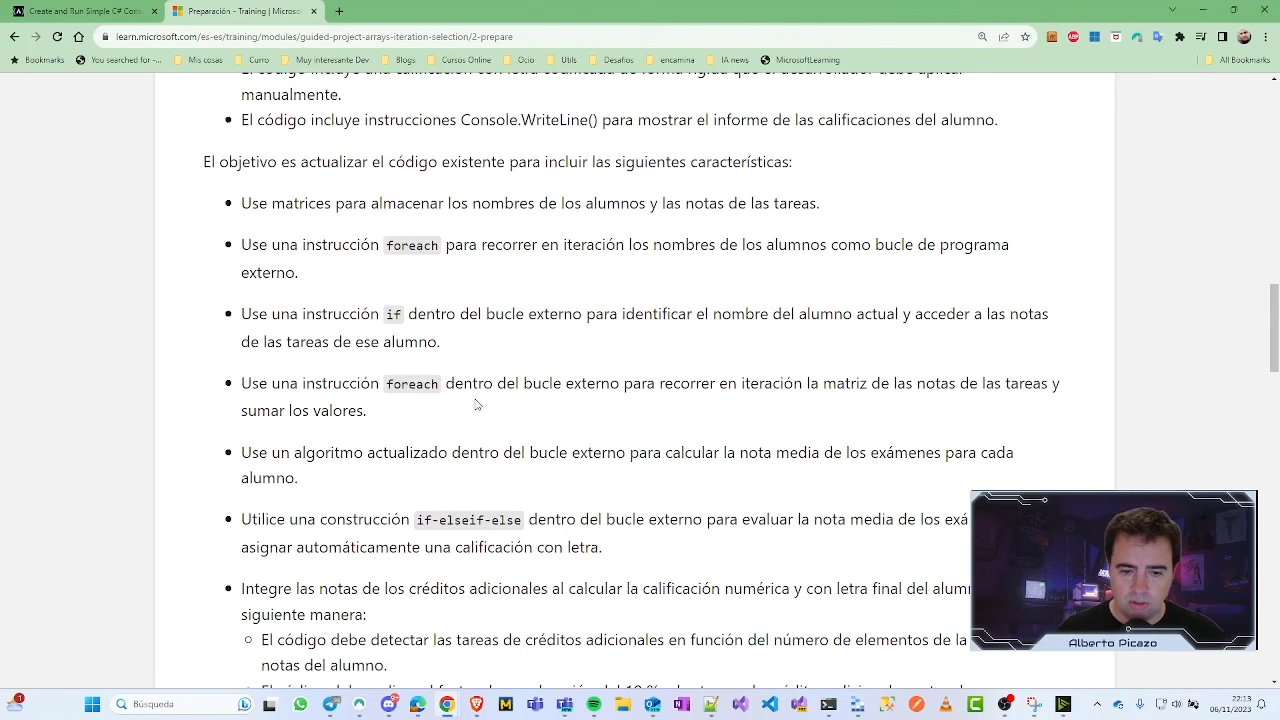 Create and Run Simple C# Cons
Preparación - Training | Microso
learn.microsoft.com/es-es/training/modules/guided-project-arrays-iteration-selection/2-prepare
Bookmarks
You searched for -...
Mis cosas
Curro
Muy interesante Dev
Blogs
Cursos Online
Ocio
Utils
Desafios
encamina
IA news
MicrosoftLearning
All Bookmarks
manualmente.
El código incluye instrucciones Console.WriteLine() para mostrar el informe de las calificaciones del alumno.
El objetivo es actualizar el código existente para incluir las siguientes características:
Use matrices para almacenar los nombres de los alumnos y las notas de las tareas.
Use una instrucción foreach para recorrer en iteración los nombres de los alumnos como bucle de programa
externo.
Use una instrucción if dentro del bucle externo para identificar el nombre del alumno actual y acceder a las notas
de las tareas de ese alumno.
Use una instrucción foreach dentro del bucle externo para recorrer en iteración la matriz de las notas de las tareas y
sumar los valores.
Use un algoritmo actualizado dentro del bucle externo para calcular la nota media de los exámenes para cada
alumno.
Utilice una construcción if-elseif-else dentro del bucle externo para evaluar la nota media de los exá
asignar automáticamente una calificación con letra.
Integre las notas de los créditos adicionales al calcular la calificación numérica y con letra final del alum
siguiente manera:
El código debe detectar las tareas de créditos adicionales en función del número de elementos de la
notas del alumno.
Alberto Picazo
Búsqueda
22:13
06/11/2023